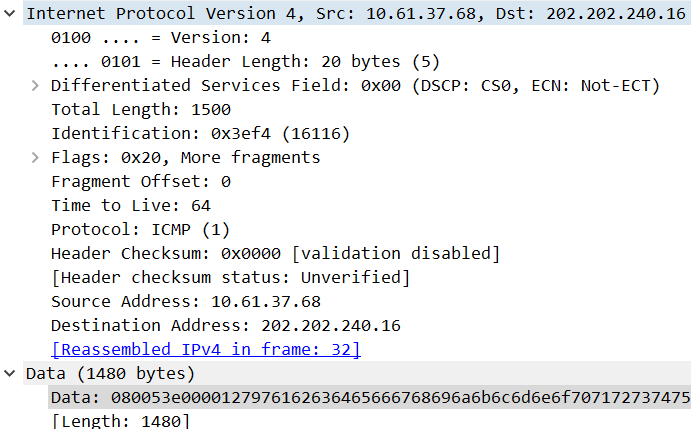 Internet Protocol Version 4, Src: 10.61.37.68, Dst: 202.202.240.16
0100 .... = Version: 4
.... 0101 = Header Length: 20 bytes (5)
Differentiated Services Field: 0x00 (DSCP: CS0, ECN: Not-ECT)
Total Length: 1500
Identification: 0x3ef4 (16116)
Flags: 0x20, More fragments
Fragment Offset: 0
Time to Live: 64
Protocol: ICMP (1)
Header Checksum: 0x0000 [validation disabled]
[Header checksum status: Unverified]
Source Address: 10.61.37.68
Destination Address: 202.202.240.16
[Reassembled IPv4 in frame: 32]
Data (1480 bytes)
Data: 080053e0000127976162636465666768696a6b6c6d6e6f707172737475
[Length: 1480]